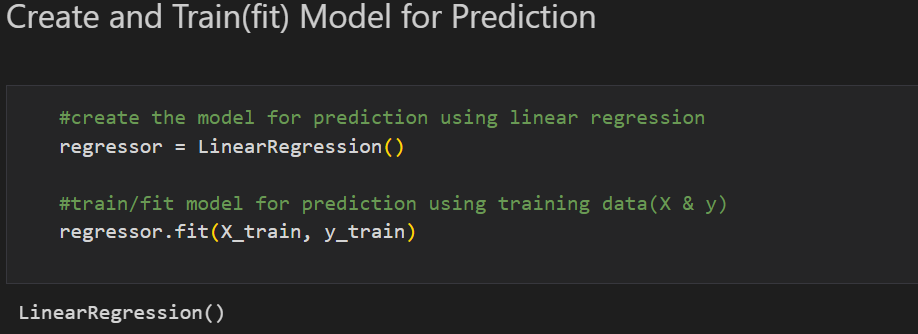 Create and Train(fit) Model for Prediction
#create the model for prediction using linear regression
regressor = LinearRegression()
#train/fit model for prediction using training data(X & y)
regressor.fit(X_train, y_train)
LinearRegression()